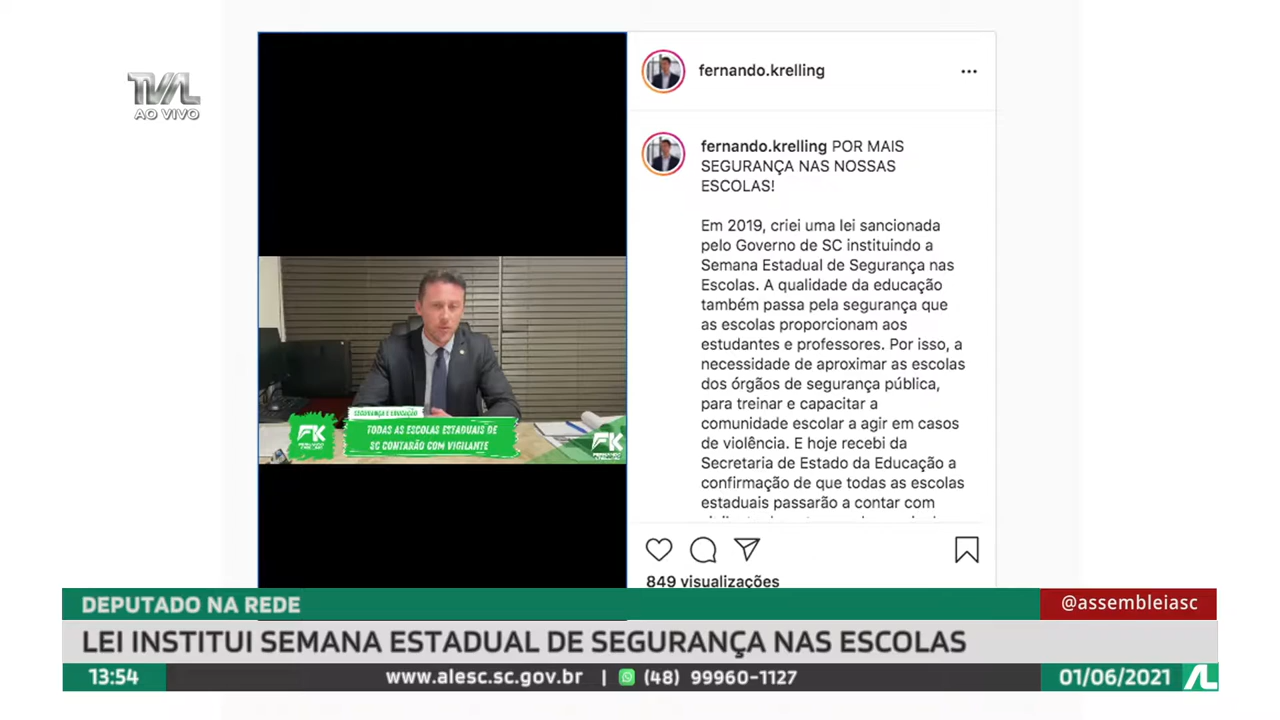 TVAL
AO VIVO
fernando.krelling
fernando.krelling POR MAIS
SEGURANÇA NAS NOSSAS
ESCOLAS!
Em 2019, criei uma lei sancionada
pelo Governo de SC instituindo a
Semana Estadual de Segurança nas
Escolas. A qualidade da educação
também passa pela segurança que
as escolas proporcionam aos
estudantes e professores. Por isso, a
necessidade de aproximar as escolas
dos órgãos de segurança pública,
para treinar e capacitar a
comunidade escolar a agir em casos
de violência. E hoje recebi da
Secretaria de Estado da Educação a
confirmação de que todas as escolas
estaduais passarão a contar com
SEGURANÇA E EDUCAÇÃO
TODAS AS ESCOLAS ESTADUAIS DE
SC CONTARÃO COM VIGILANTE
FK
FK
849 visualizações
DEPUTADO NA REDE
@assembleiasc
LEI INSTITUI SEMANA ESTADUAL DE SEGURANÇA NAS ESCOLAS
13:54
www.alesc.sc.gov.br | (48) 99960-1127
01/06/2021
AL